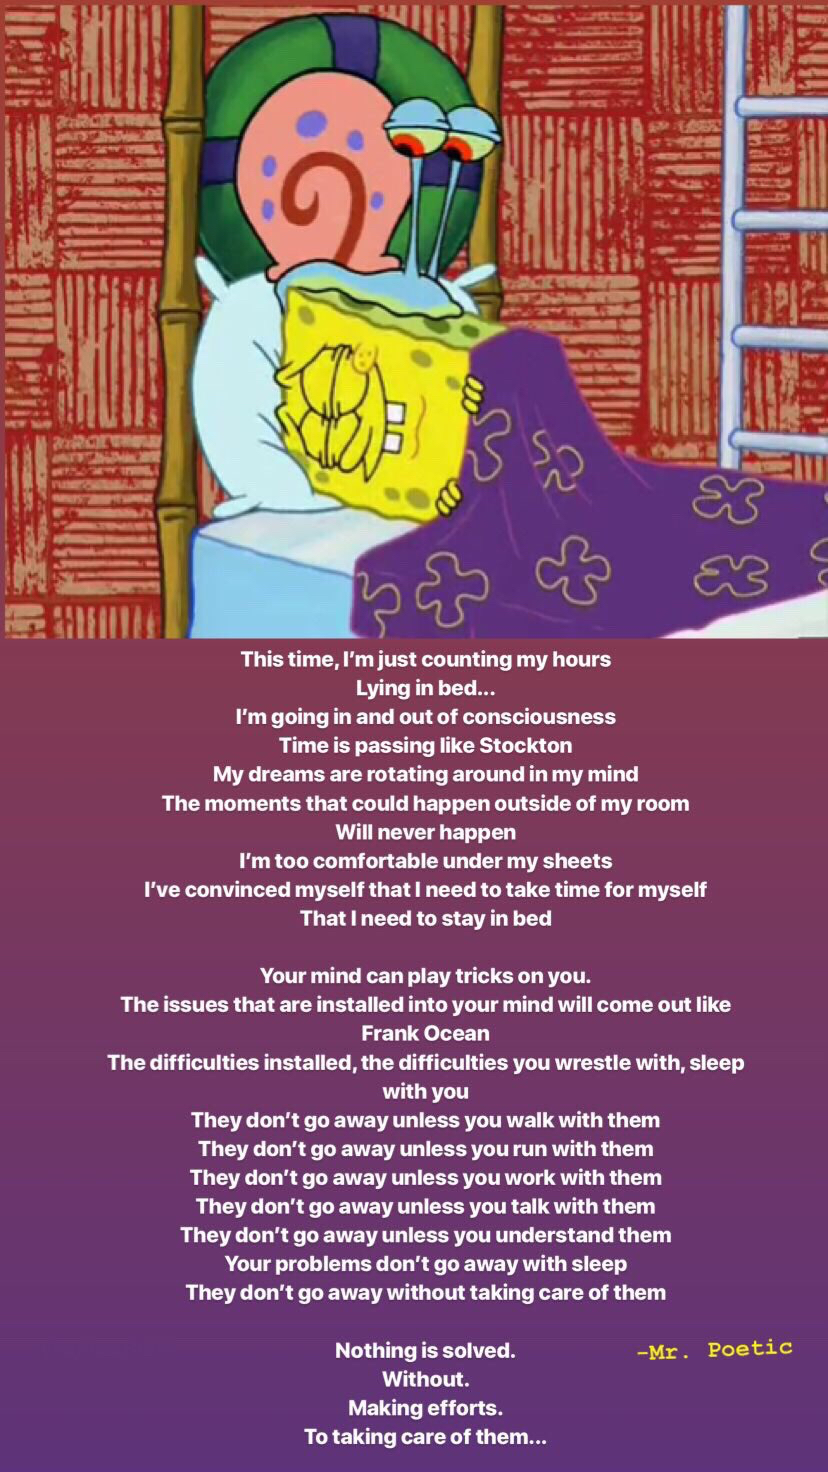 This time, I'm just counting my hours
Lying in bed...
I'm going in and out of consciousness
Time is passing like Stockton
My dreams are rotating around in my mind
The moments that could happen outside of my room
Will never happen
I'm too comfortable under my sheets
I've convinced myself that I need to take time for myself
That I need to stay in bed
Your mind can play tricks on you.
The issues that are installed into your mind will come out like
Frank Ocean
The difficulties installed, the difficulties you wrestle with, sleep
with you
They don't go away unless you walk with them
They don't go away unless you run with them
They don't go away unless you work with them
They don't go away unless you talk with them
They don't go away unless you understand them
Your problems don't go away with sleep
They don't go away without taking care of them
Nothing is solved.
Without.
Making efforts.
To taking care of them...
-Mr. Poetic